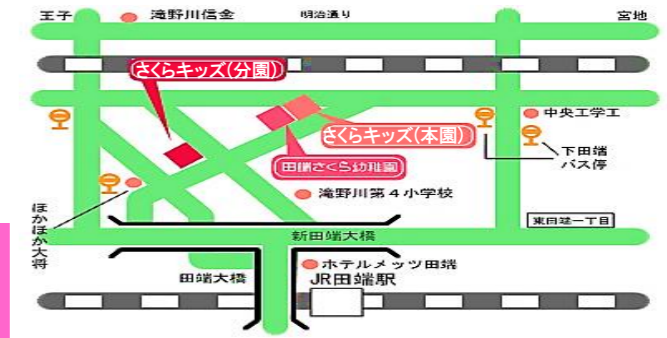 王子
滝野川信金
明治通り
宮地
さくらキッズ(分園)
中央工学工
さくらキッズ(本園)
下田端
バス停
田端さくら幼稚園
滝野川第4小学校
ほかほか大将
東田端一丁目
新田端大橋
ホテルメッツ田端
田端大橋
JR田端駅